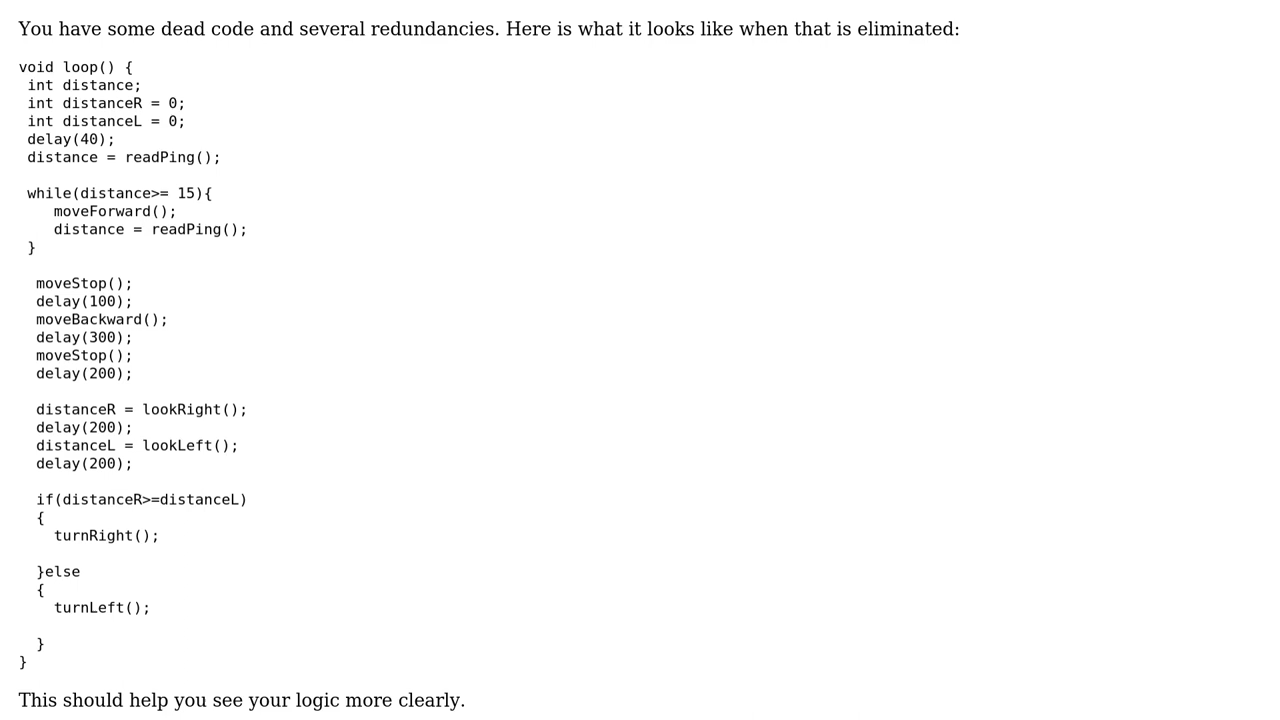 You have some dead code and several redundancies. Here is what it looks like when that is eliminated:
void loop() {
 int distance;
 int distanceR = 0;
 int distanceL = 0;
 delay(40);
 distance = readPing();

 while(distance>= 15){
    moveForward();
    distance = readPing();
 }

  moveStop();
  delay(100);
  moveBackward();
  delay(300);
  moveStop();
  delay(200);

  distanceR = lookRight();
  delay(200);
  distanceL = lookLeft();
  delay(200);

  if(distanceR>=distanceL)
  {
    turnRight();

  }else
  {
    turnLeft();

  }
}
This should help you see your logic more clearly.